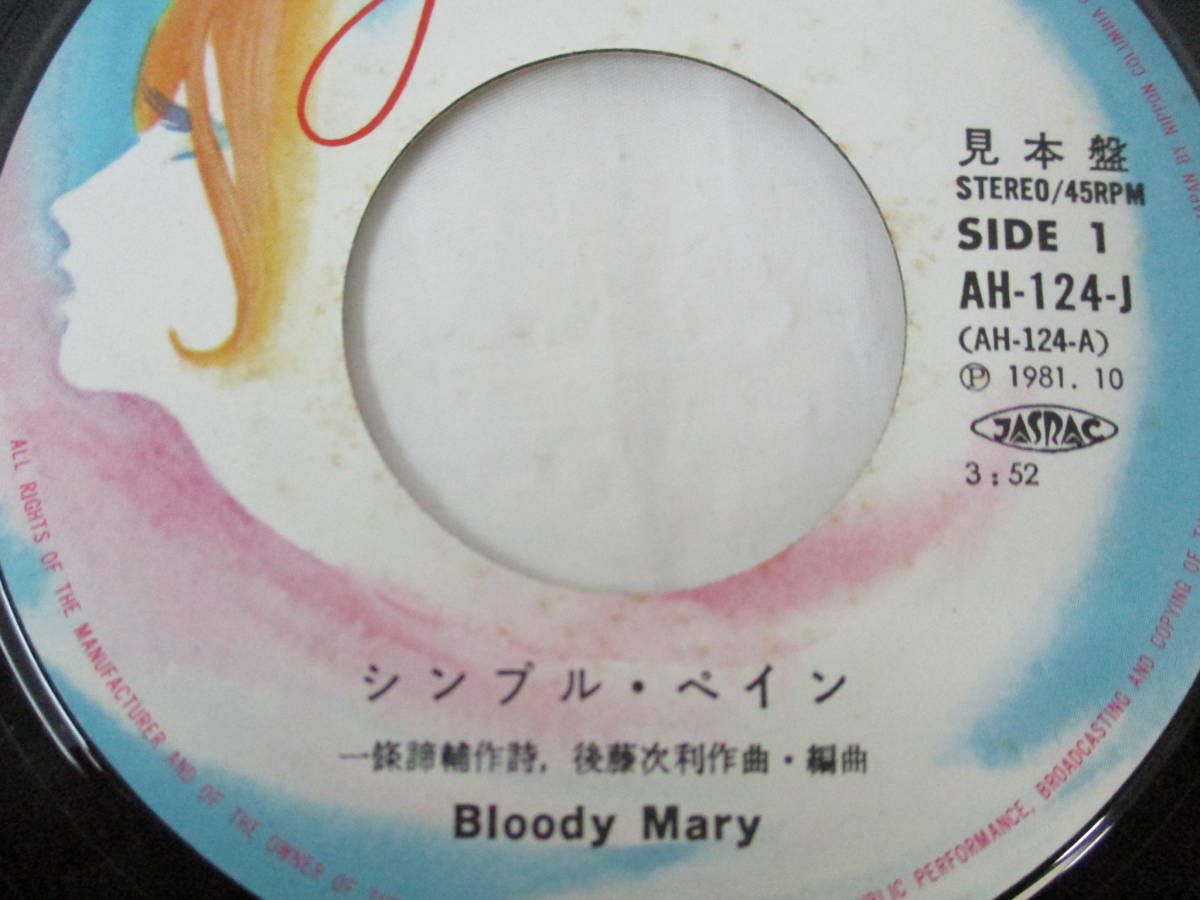 見本盤
STEREO/45RPM
SIDE 1
AH-124-J
(AH-124-A)
Ⓟ 1981. 10
JASRAC
3:52
シンプル・ペイン
一條諦輔作詩, 後藤次利作曲・編曲
Bloody Mary
ALL RIGHTS OF THE MANUFACTURER AND OF THE OWNER OF
PUBLIC PERFORMANCE, BROADCASTING AND COPYING OF
JAPAN BY NIPPON COLUMBIA